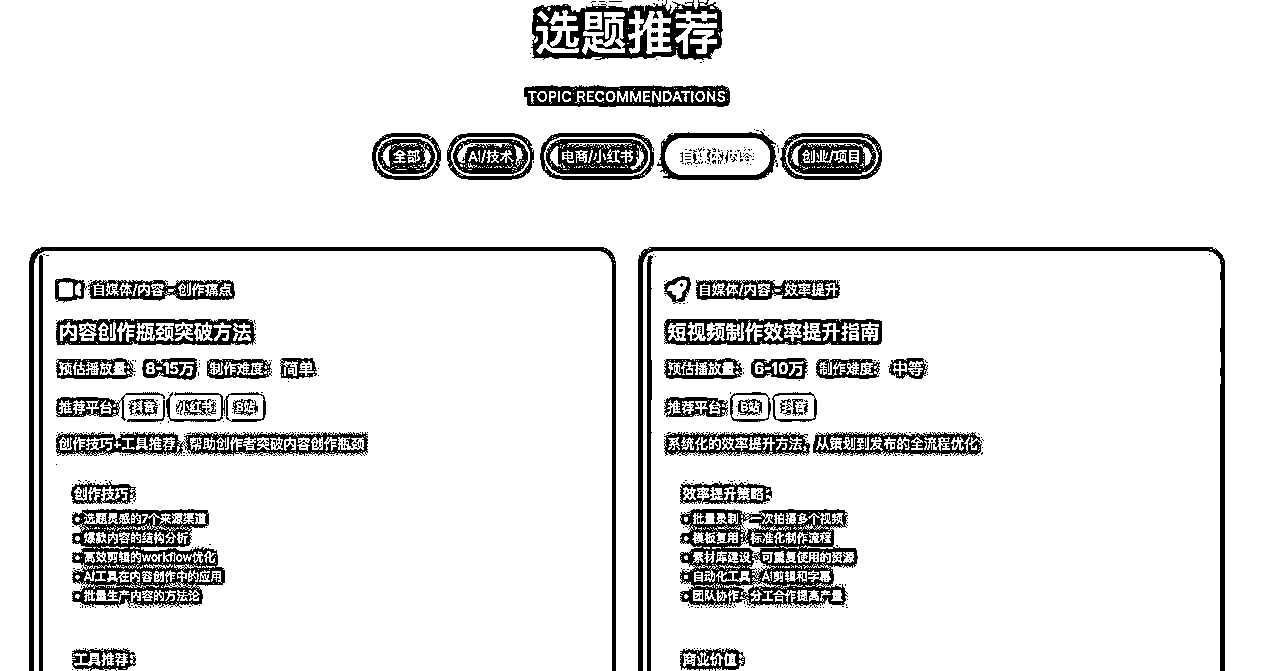 选题推荐
TOPIC RECOMMENDATIONS
全部 AI/技术 电商/小红书 自媒体/内容 创业/项目
自媒体/内容 - 创作痛点
内容创作瓶颈突破方法
预估播放量: 8-15万 制作难度: 简单
推荐平台: 抖音 小红书 B站
创作技巧+工具推荐, 帮助创作者突破内容创作瓶颈
创作技巧:
选题灵感的7个来源渠道
爆款内容的结构分析
高效剪辑的workflow优化
AI工具在内容创作中的应用
批量生产内容的方法论
工具推荐:
自媒体/内容 - 效率提升
短视频制作效率提升指南
预估播放量: 6-10万 制作难度: 中等
推荐平台: B站 抖音
系统化的效率提升方法, 从策划到发布的全流程优化
效率提升策略:
批量录制: 一次拍摄多个视频
模板复用: 标准化制作流程
素材库建设: 可重复使用的资源
自动化工具: AI剪辑和字幕
团队协作: 分工合作提高产量
商业价值: